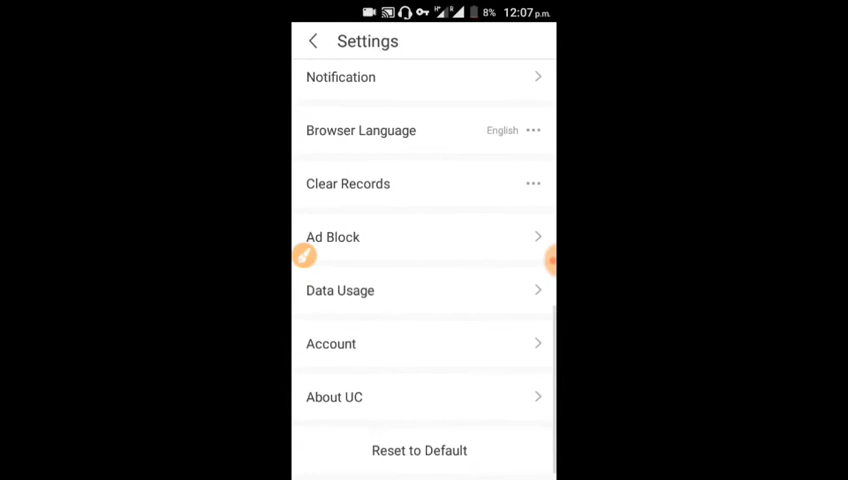 8% 12:07 p.m.
Settings
Notification
Browser Language English
Clear Records
Ad Block
Data Usage
Account
About UC
Reset to Default